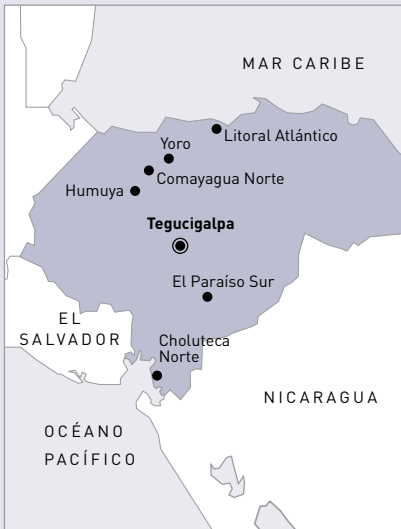 MAR CARIBE
Litoral Atlántico
Yoro
Comayagua Norte
Humuya
Tegucigalpa
El Paraíso Sur
EL
SALVADOR
Choluteca
Norte
NICARAGUA
OCÉANO
PACÍFICO